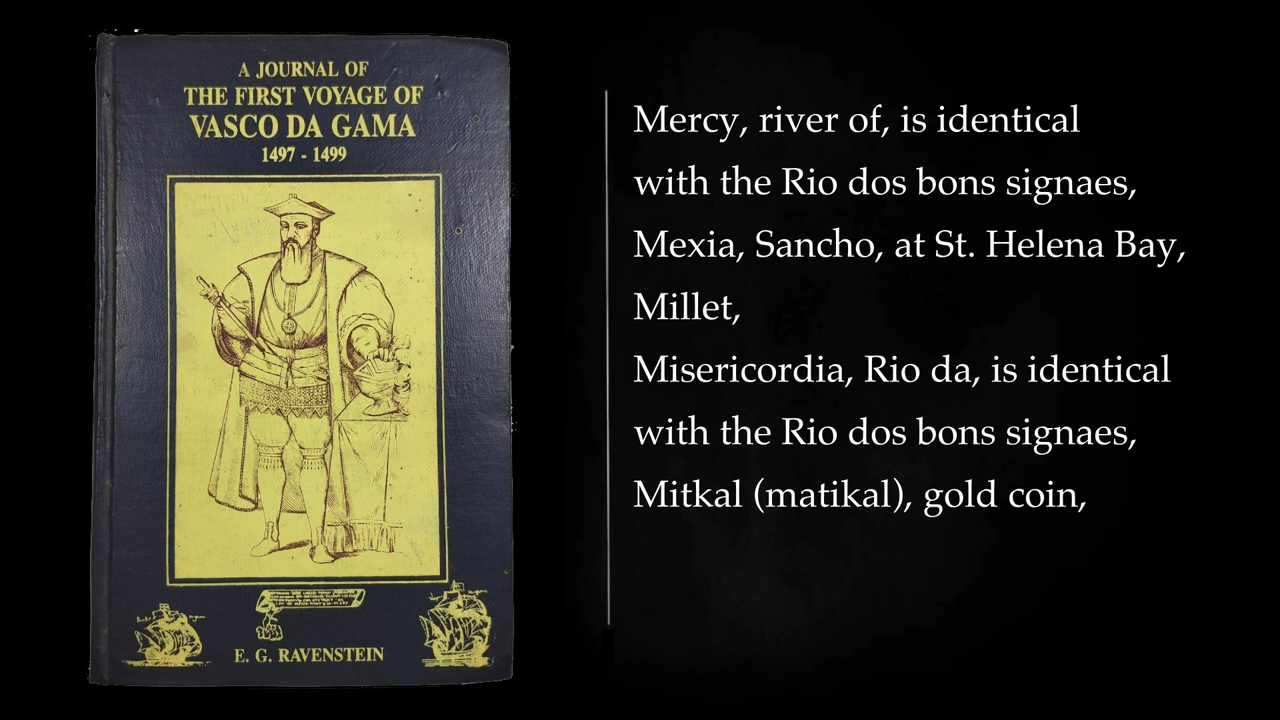 A JOURNAL OF
THE FIRST VOYAGE OF
VASCO DA GAMA
1497 - 1499
E. G. RAVENSTEIN
Mercy, river of, is identical
with the Rio dos bons signaes,
Mexia, Sancho, at St. Helena Bay,
Millet,
Misericordia, Rio da, is identical
with the Rio dos bons signaes,
Mitkal (matikal), gold coin,